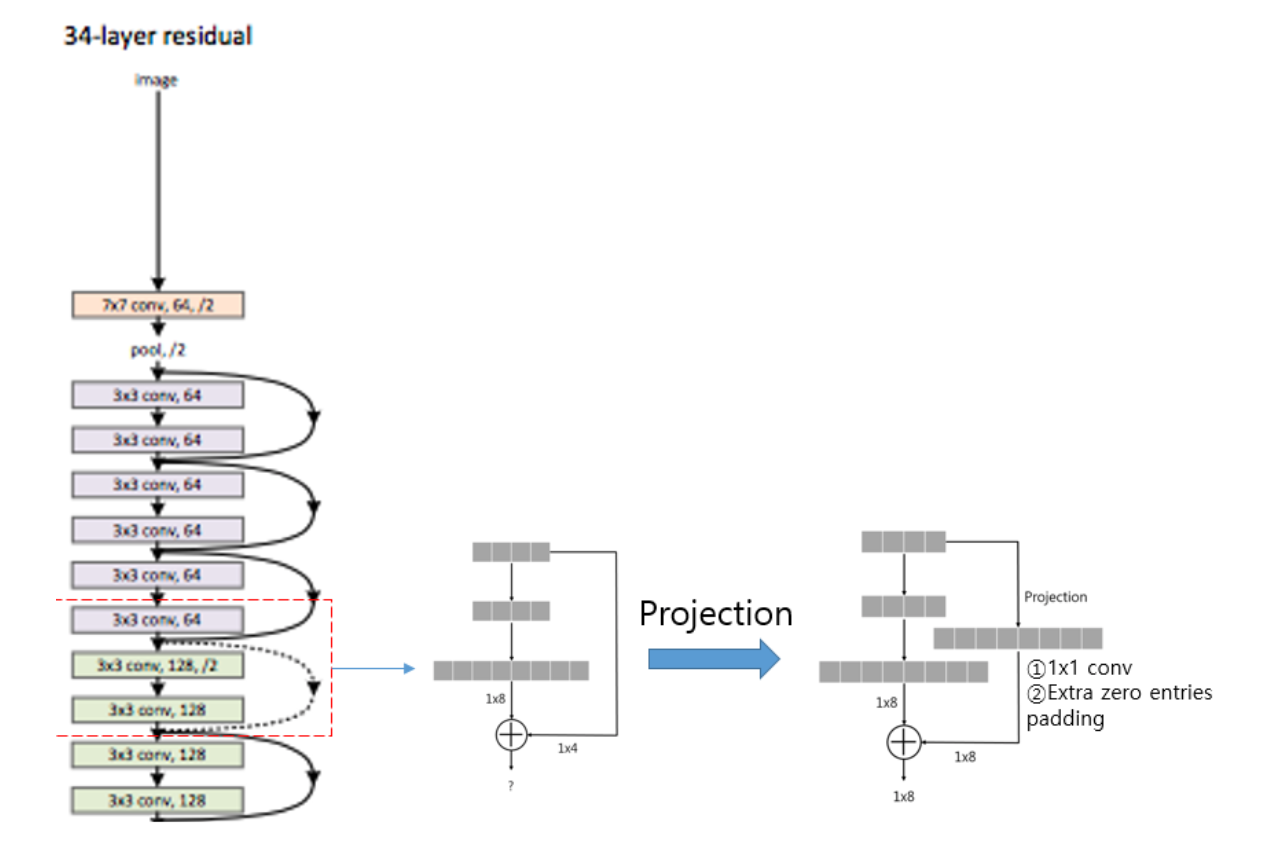 34-layer residual
image
7x7 conv, 64, /2
pool, /2
3x3 conv, 64
3x3 conv, 64
3x3 conv, 64
3x3 conv, 64
3x3 conv, 64
3x3 conv, 64
3x3 conv, 128, /2
3x3 conv, 128
3x3 conv, 128
3x3 conv, 128
1x8
1x4
?
Projection
Projection
①1x1 conv
②Extra zero entries
padding
1x8
1x8
1x8